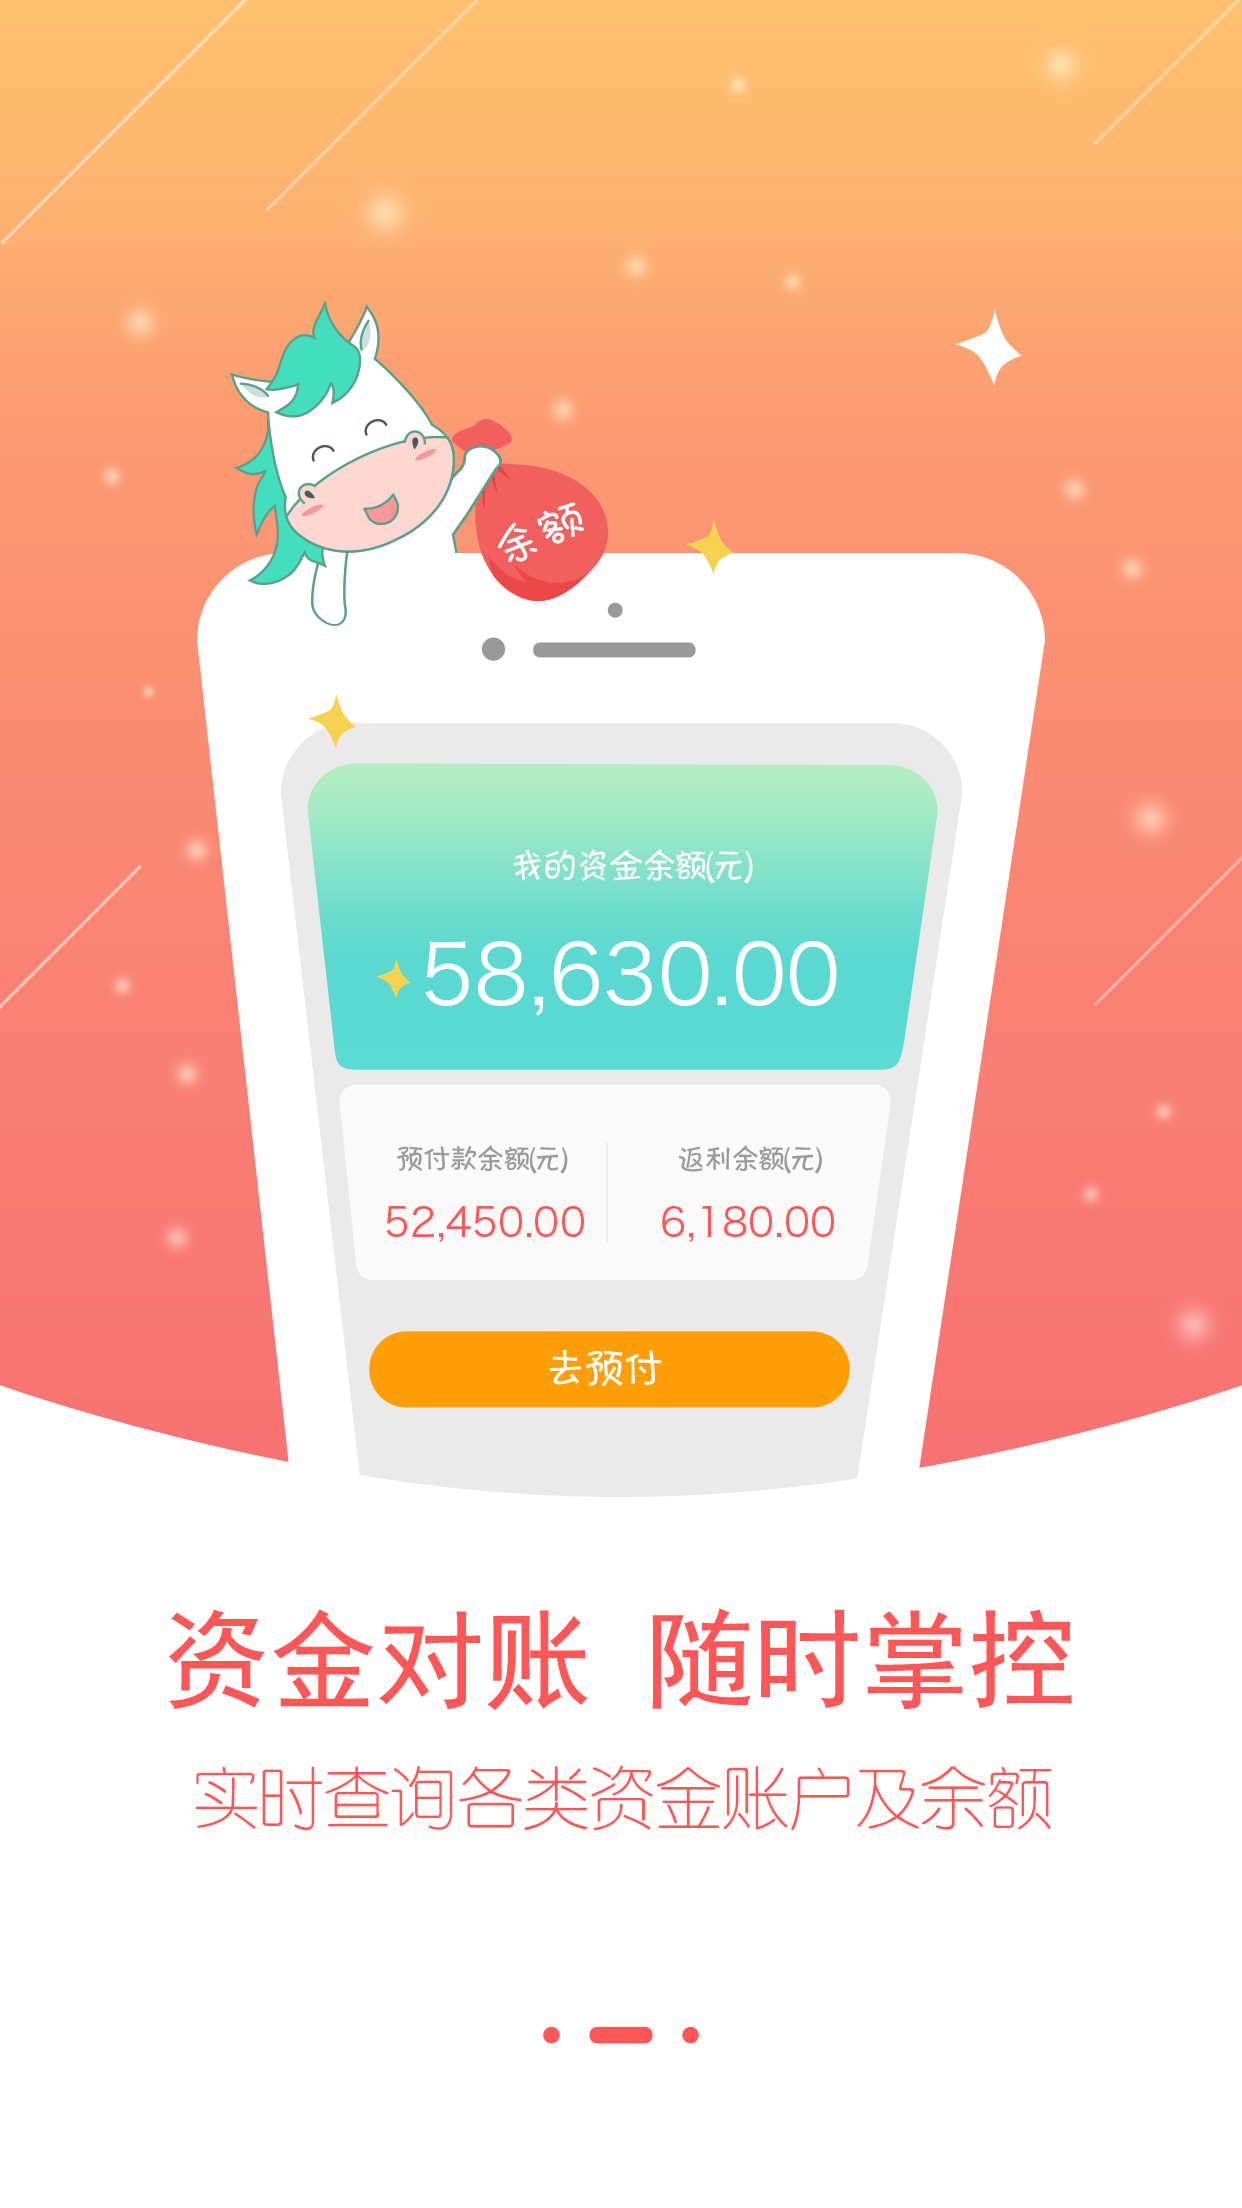 余额
我的资金余额(元)
58,630.00
预付款余额(元) 返利余额(元)
52,450.00 6,180.00
去预付
资金对账 随时掌控
实时查询各类资金账户及余额